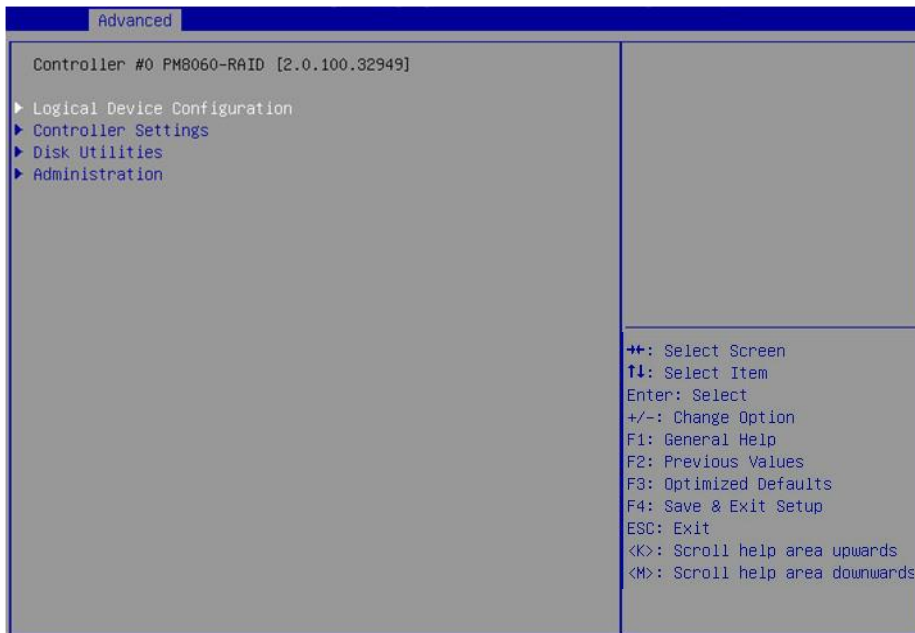 Advanced
Controller #0 PM8060-RAID [2.0.100.32949]
Logical Device Configuration
Controller Settings
Disk Utilities
Administration
→←: Select Screen
↑↓: Select Item
Enter: Select
+/-: Change Option
F1: General Help
F2: Previous Values
F3: Optimized Defaults
F4: Save & Exit Setup
ESC: Exit
<K>: Scroll help area upwards
<M>: Scroll help area downwards